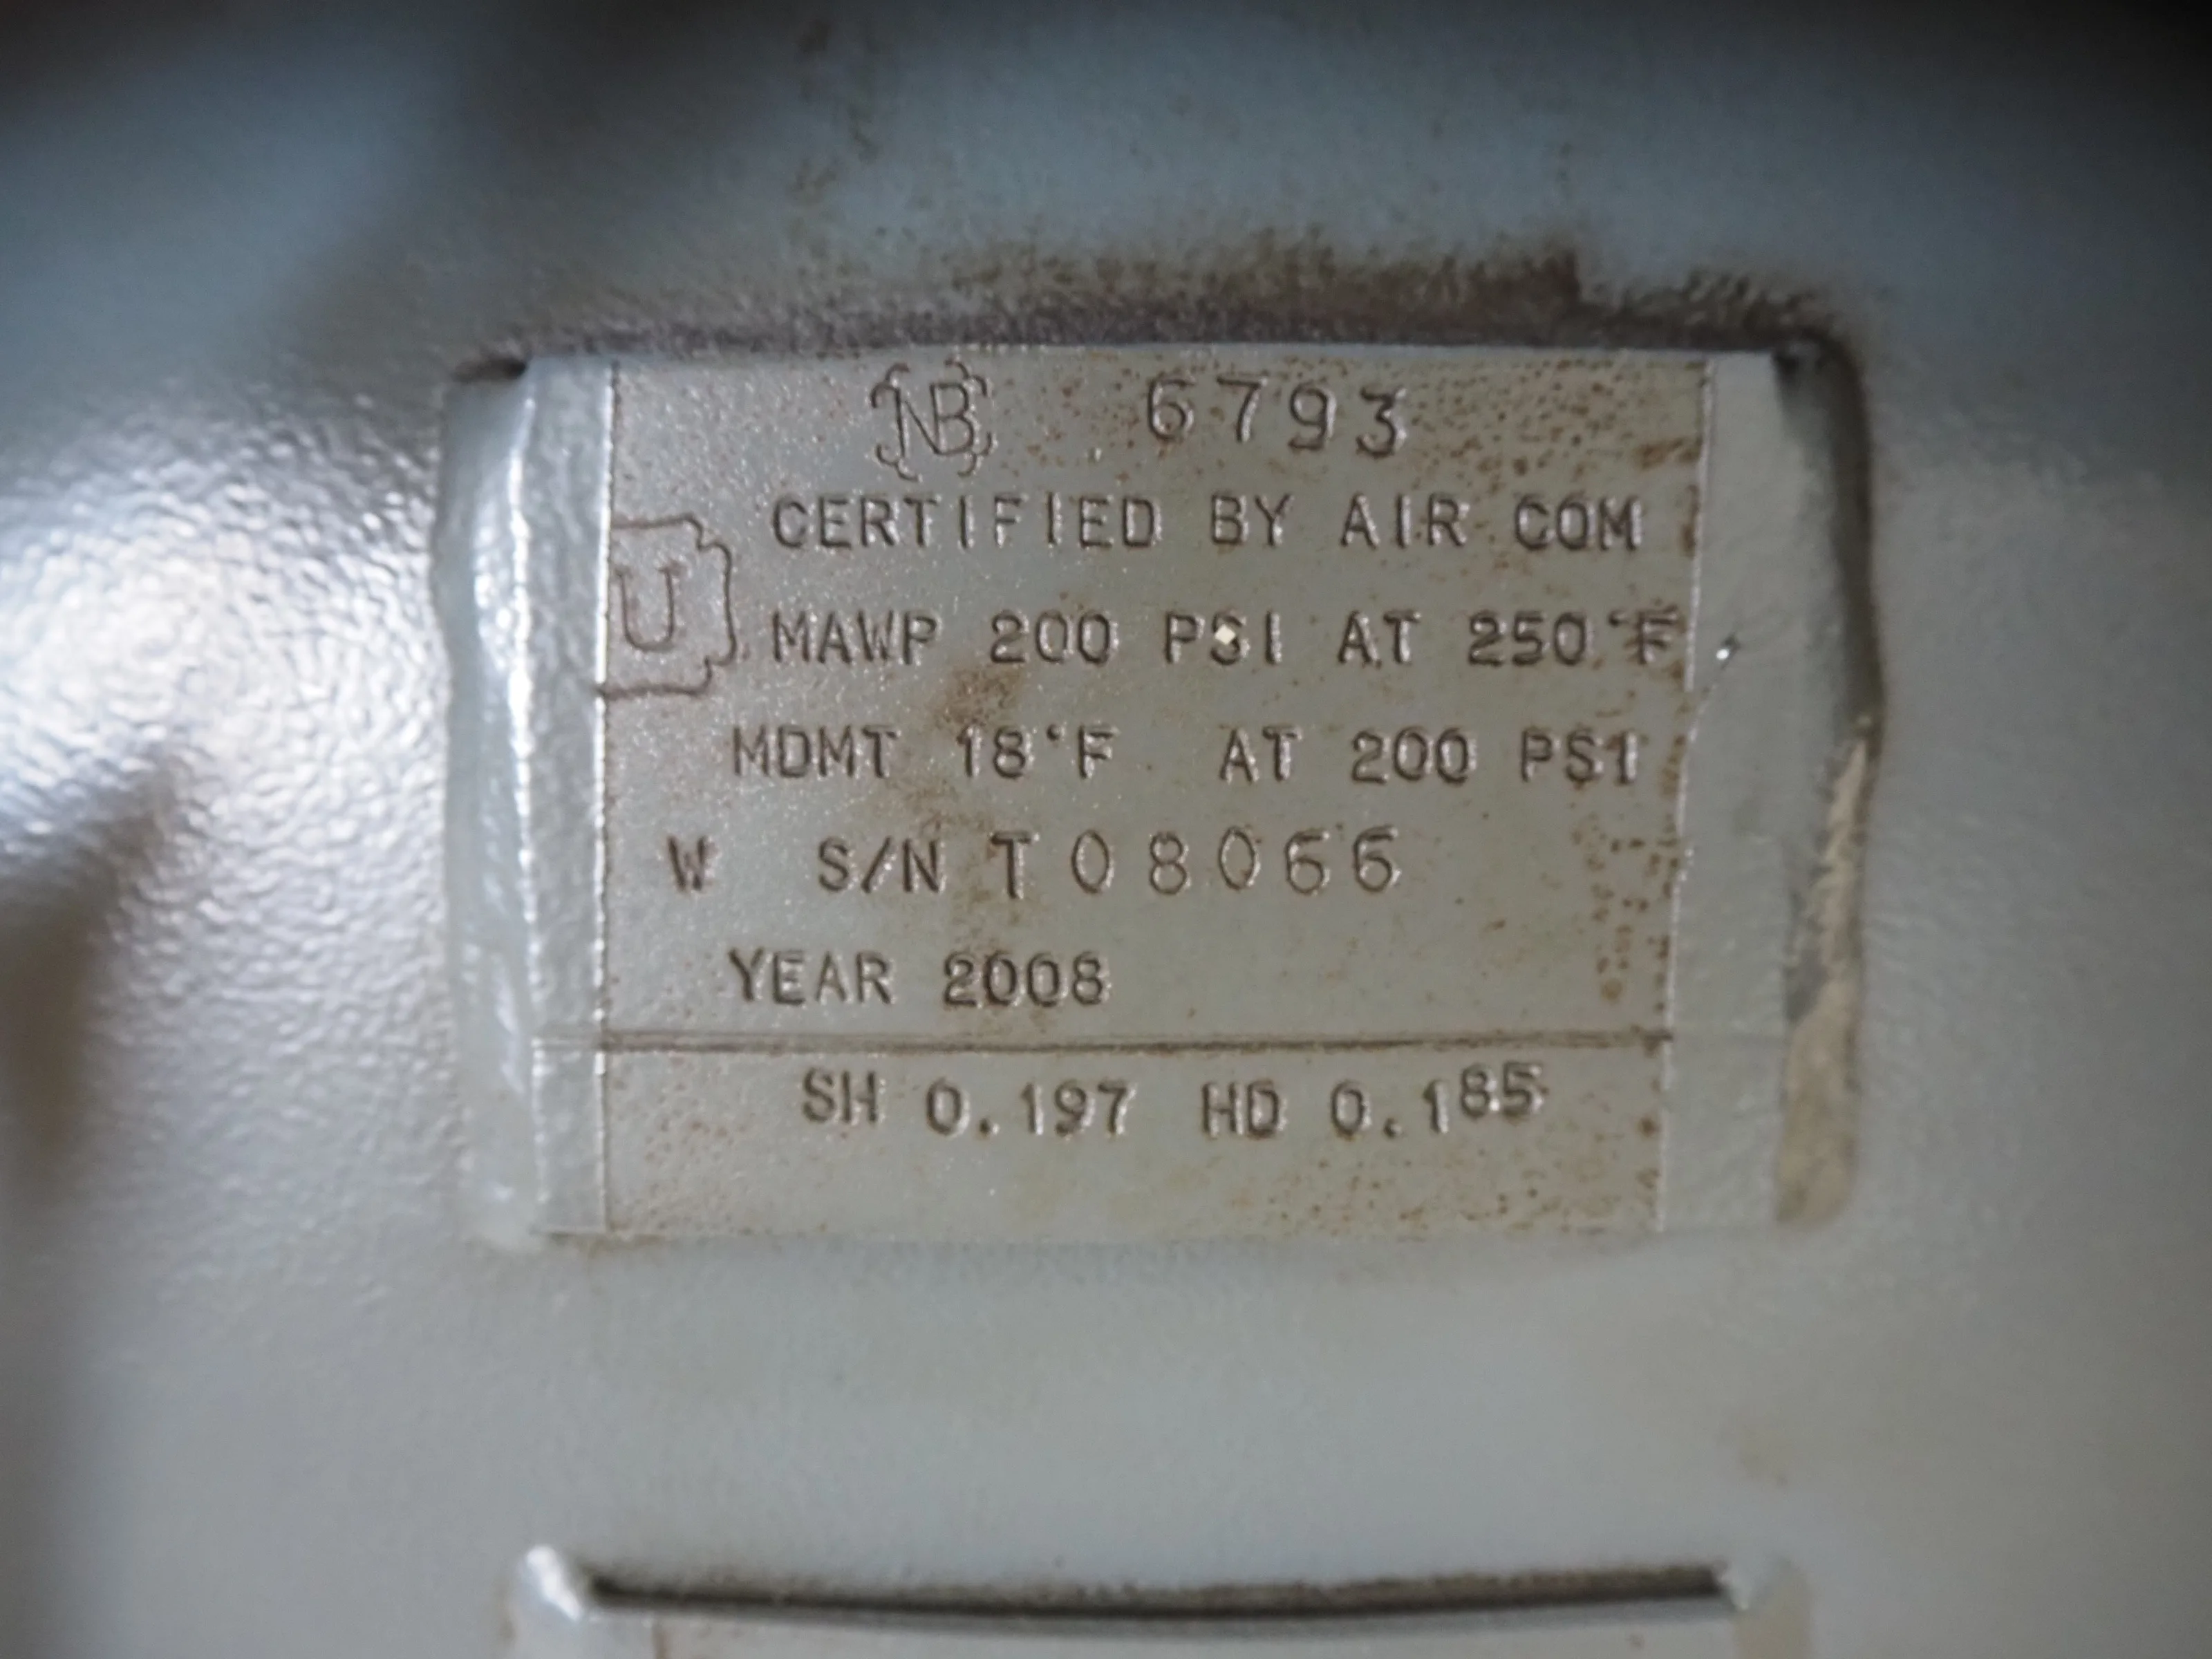 NB 6793
CERTIFIED BY AIR COM
U
MAWP 200 PSI AT 250°F
MDMT 18°F AT 200 PSI
W S/N T08066
YEAR 2008
SH 0.197 HD 0.185